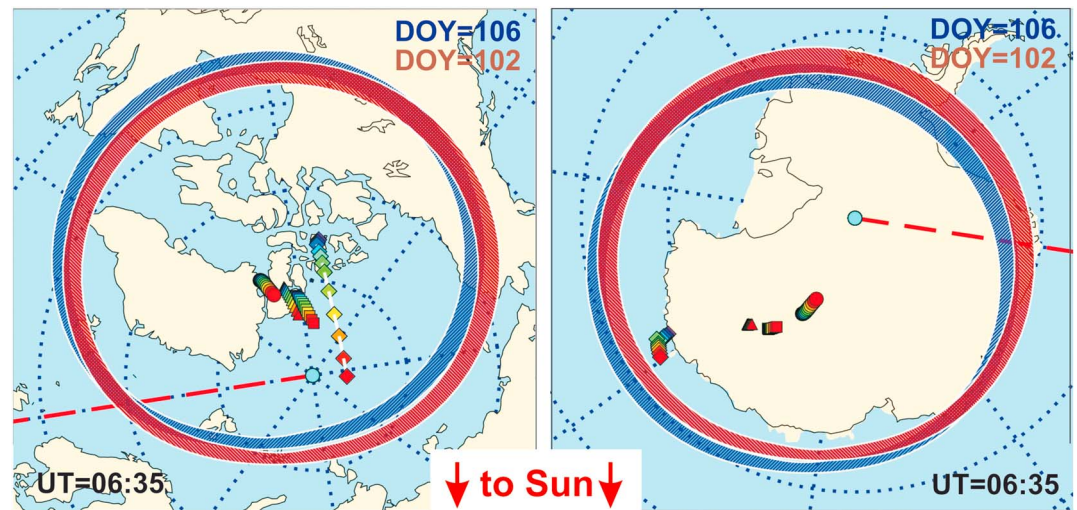 DOY=106
DOY=102
DOY=106
DOY=102
UT=06:35
↓ to Sun ↓
UT=06:35